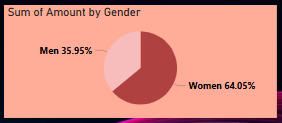 Sum of Amount by Gender
Men 35.95%
Women 64.05%